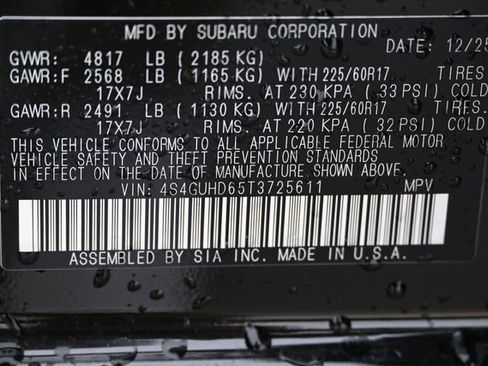 MFD BY SUBARU CORPORATION
DATE: 12/25
GVWR: 4817 LB (2185 KG)
GAWR:F 2568 LB (1165 KG) WITH 225/60R17 TIRES
17X7J RIMS. AT 230 KPA (33 PSI) COLD
GAWR:R 2491 LB (1130 KG) WITH 225/60R17 TIRES.
17X7J RIMS. AT 220 KPA (32 PSI) COLD
THIS VEHICLE CONFORMS TO ALL APPLICABLE FEDERAL MOTOR
VEHICLE SAFETY AND THEFT PREVENTION STANDARDS
IN EFFECT ON THE DATE OF MANUFACTURE SHOWN ABOVE.
VIN: 4S4GUHD65T3725611 MPV
ASSEMBLED BY SIA INC. MADE IN U.S.A.